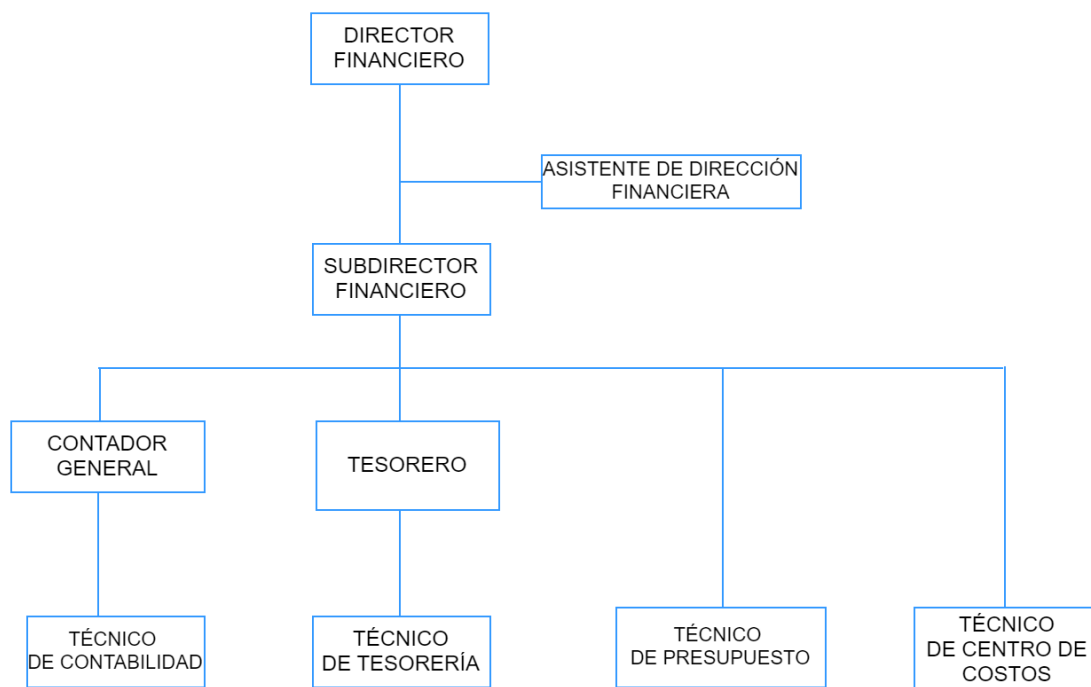 DIRECTOR
FINANCIERO
ASISTENTE DE DIRECCIÓN
FINANCIERA
SUBDIRECTOR
FINANCIERO
CONTADOR
GENERAL
TESORERO
TÉCNICO
DE CONTABILIDAD
TÉCNICO
DE TESORERÍA
TÉCNICO
DE PRESUPUESTO
TÉCNICO
DE CENTRO DE
COSTOS